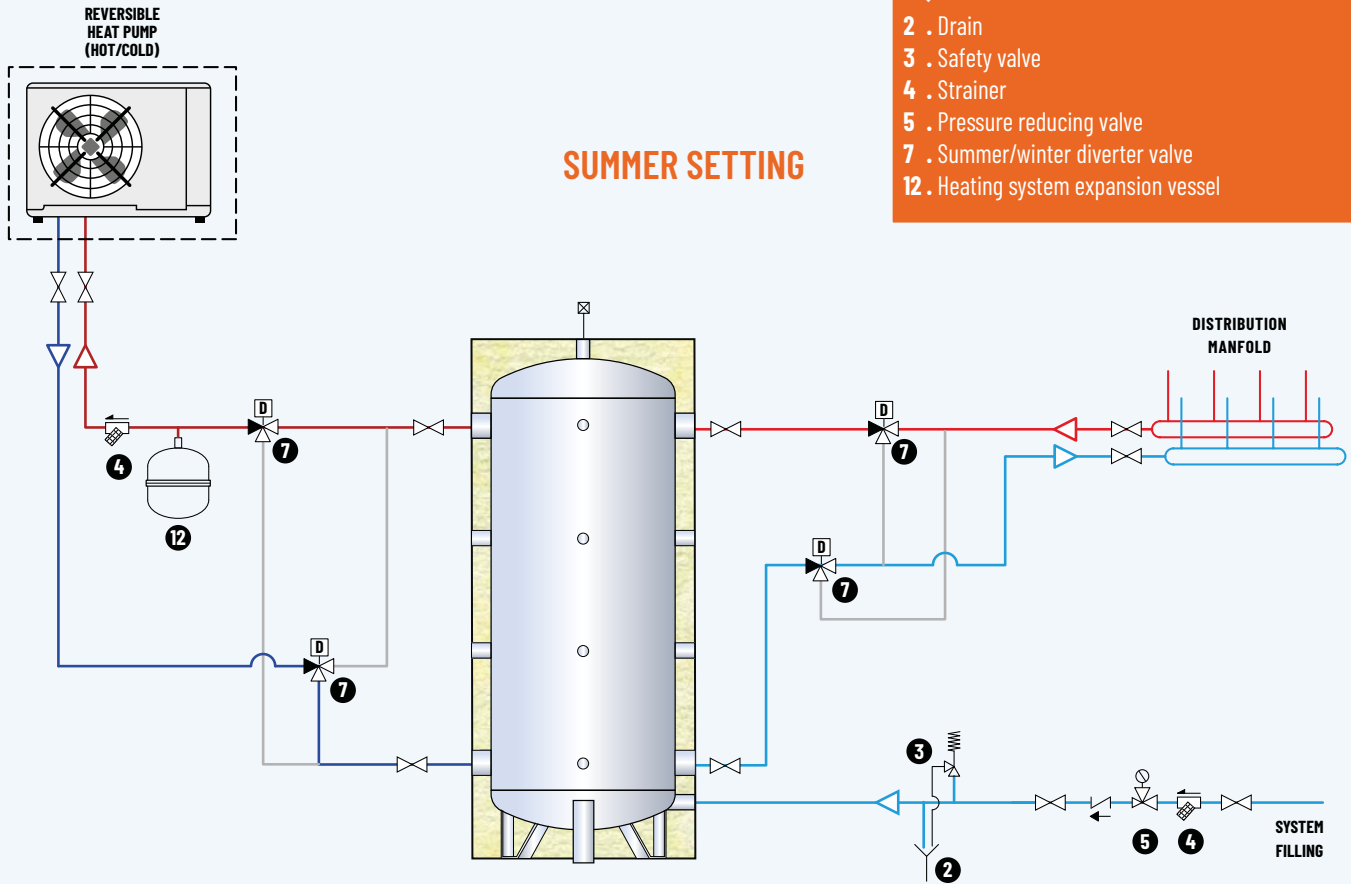 REVERSIBLE
HEAT PUMP
(HOT/COLD)
2 . Drain
3 . Safety valve
4 . Strainer
5 . Pressure reducing valve
7 . Summer/winter diverter valve
12 . Heating system expansion vessel
SUMMER SETTING
DISTRIBUTION
MANFOLD
D
7
4
12
D
7
D
7
D
7
3
2
5
4
SYSTEM
FILLING